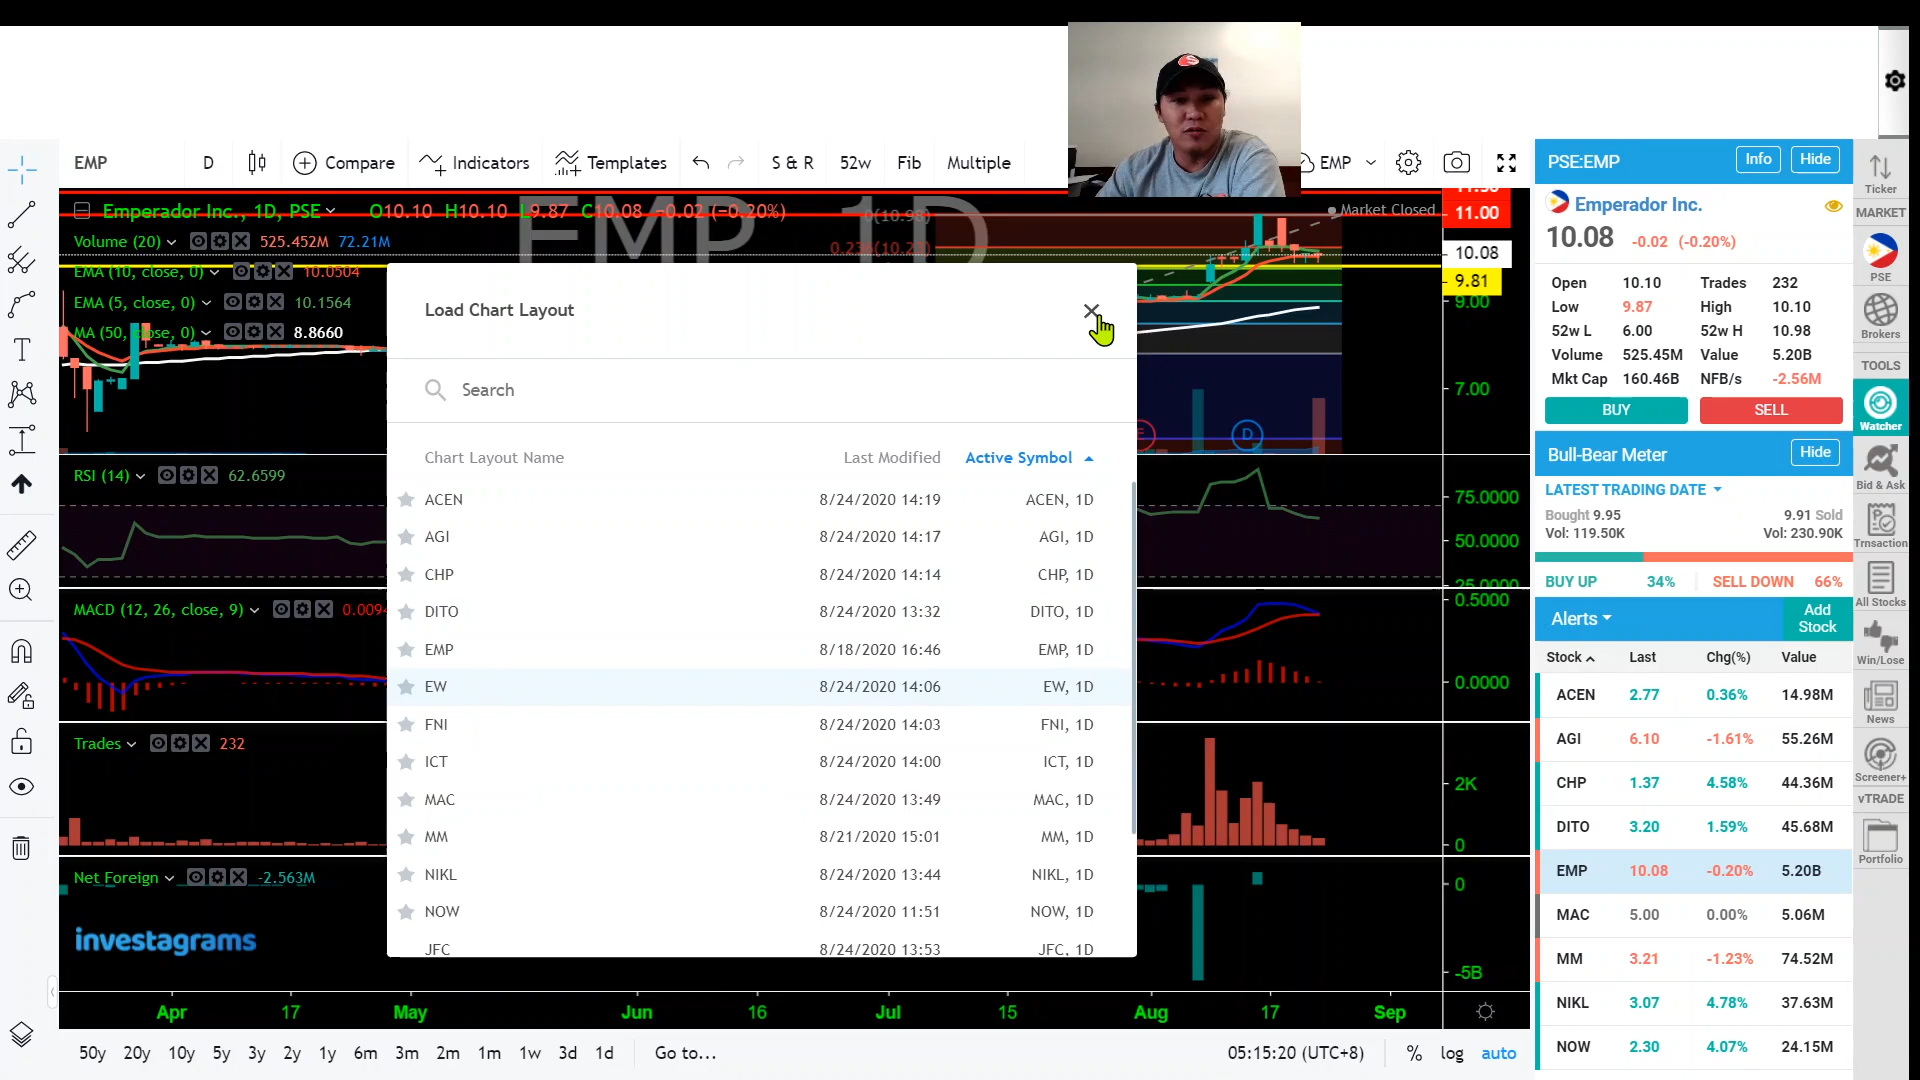 EMP D Compare Indicators Templates S & R 52w Fib Multiple EMP
Emperador Inc., 1D, PSE O10.10 H10.10 L9.87 C10.08 −0.02 (−0.20%)
Volume (20) 525.452M 72.21M
EMA (10, close, 0) 10.0504
EMA (5, close, 0) 10.1564
MA (50, close, 0) 8.8660
EMP 1D
0(10.98)
0.236(10.23)
Market Closed
11.50
11.00
10.08
9.81
9.00
7.00
E D
RSI (14) 62.6599
75.0000
50.0000
25.0000
MACD (12, 26, close, 9) 0.0094
0.5000
0.0000
Trades 232
2K
0
Net Foreign -2.563M
0
-5B
investagrams
Apr 17 May Jun 16 Jul 15 Aug 17 Sep
50y 20y 10y 5y 3y 2y 1y 6m 3m 2m 1m 1w 3d 1d Go to... 05:15:20 (UTC+8) % log auto
Load Chart Layout
Search
Chart Layout Name Last Modified Active Symbol
ACEN 8/24/2020 14:19 ACEN, 1D
AGI 8/24/2020 14:17 AGI, 1D
CHP 8/24/2020 14:14 CHP, 1D
DITO 8/24/2020 13:32 DITO, 1D
EMP 8/18/2020 16:46 EMP, 1D
EW 8/24/2020 14:06 EW, 1D
FNI 8/24/2020 14:03 FNI, 1D
ICT 8/24/2020 14:00 ICT, 1D
MAC 8/24/2020 13:49 MAC, 1D
MM 8/21/2020 15:01 MM, 1D
NIKL 8/24/2020 13:44 NIKL, 1D
NOW 8/24/2020 11:51 NOW, 1D
JFC 8/24/2020 13:53 JFC, 1D
PSE:EMP Info Hide
Emperador Inc.
10.08 -0.02 (-0.20%)
Open 10.10 Trades 232
Low 9.87 High 10.10
52w L 6.00 52w H 10.98
Volume 525.45M Value 5.20B
Mkt Cap 160.46B NFB/s -2.56M
BUY SELL
Bull-Bear Meter Hide
LATEST TRADING DATE
Bought 9.95 9.91 Sold
Vol: 119.50K Vol: 230.90K
BUY UP 34% SELL DOWN 66%
Alerts Add Stock
Stock Last Chg(%) Value
ACEN 2.77 0.36% 14.98M
AGI 6.10 -1.61% 55.26M
CHP 1.37 4.58% 44.36M
DITO 3.20 1.59% 45.68M
EMP 10.08 -0.20% 5.20B
MAC 5.00 0.00% 5.06M
MM 3.21 -1.23% 74.52M
NIKL 3.07 4.78% 37.63M
NOW 2.30 4.07% 24.15M
Ticker
MARKET
PSE
Brokers
TOOLS
Watcher
Bid & Ask
Trnsaction
All Stocks
Win/Lose
News
Screener+
vTRADE
Portfolio